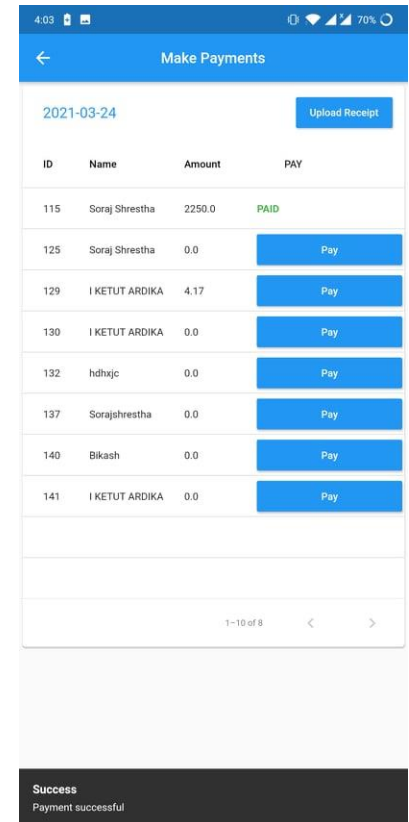 4:03 70%
Make Payments
2021-03-24 Upload Receipt
ID Name Amount PAY
115 Soraj Shrestha 2250.0 PAID
125 Soraj Shrestha 0.0 Pay
129 I KETUT ARDIKA 4.17 Pay
130 I KETUT ARDIKA 0.0 Pay
132 hdhxjc 0.0 Pay
137 Sorajshrestha 0.0 Pay
140 Bikash 0.0 Pay
141 I KETUT ARDIKA 0.0 Pay
1–10 of 8
Success
Payment successful